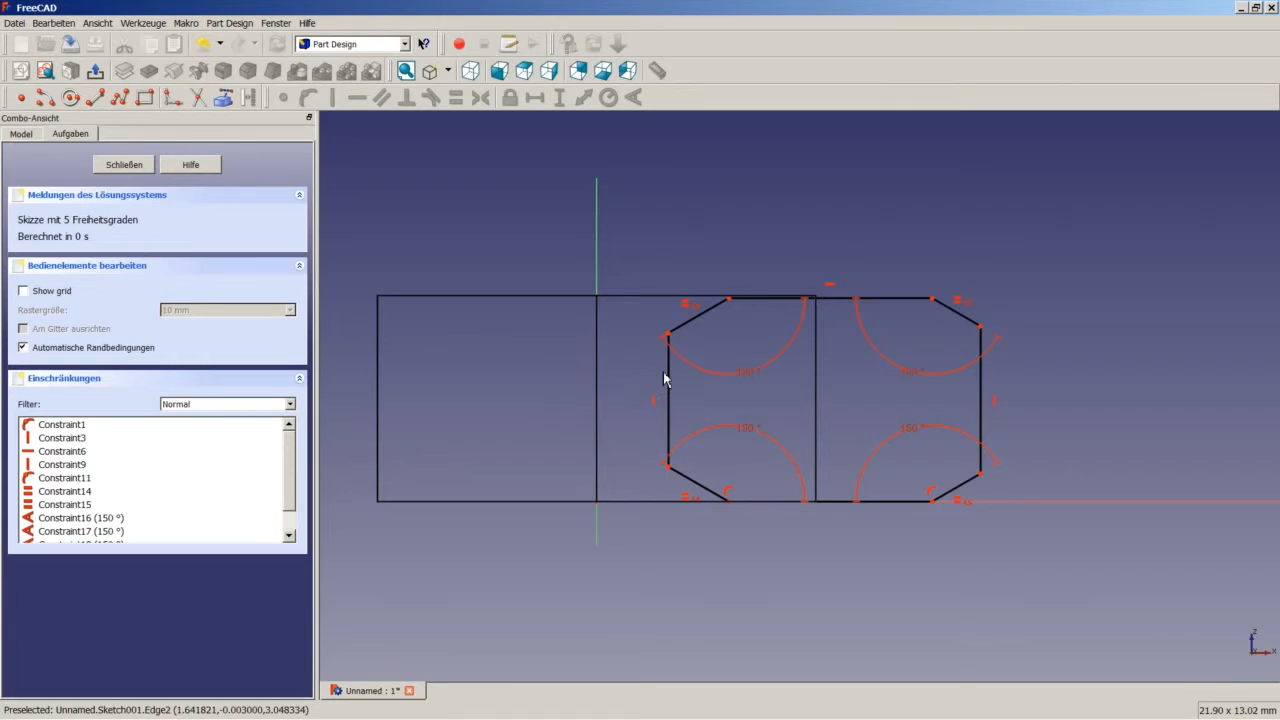 FreeCAD
Datei Bearbeiten Ansicht Werkzeuge Makro Part Design Fenster Hilfe
Part Design
Combo-Ansicht
Model Aufgaben
Schließen Hilfe
Meldungen des Lösungssystems
Skizze mit 5 Freiheitsgraden
Berechnet in 0 s
Bedienelemente bearbeiten
Show grid
Rastergröße: 10 mm
Am Gitter ausrichten
Automatische Randbedingungen
Einschränkungen
Filter: Normal
Constraint1
Constraint3
Constraint6
Constraint9
Constraint11
Constraint14
Constraint15
Constraint16 (150 °)
Constraint17 (150 °)
150 °
150 °
z
x
Unnamed : 1*
Preselected: Unnamed.Sketch001.Edge2 (1.641821,-0.003000,3.048334)
21.90 x 13.02 mm